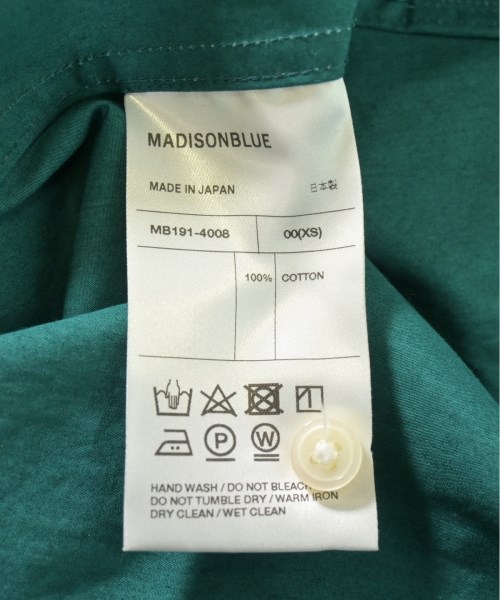 MADISONBLUE
MADE IN JAPAN 日本製
MB191-4008 00(XS)
100% COTTON
P W
HAND WASH / DO NOT BLEACH
DO NOT TUMBLE DRY / WARM IRON
DRY CLEAN / WET CLEAN